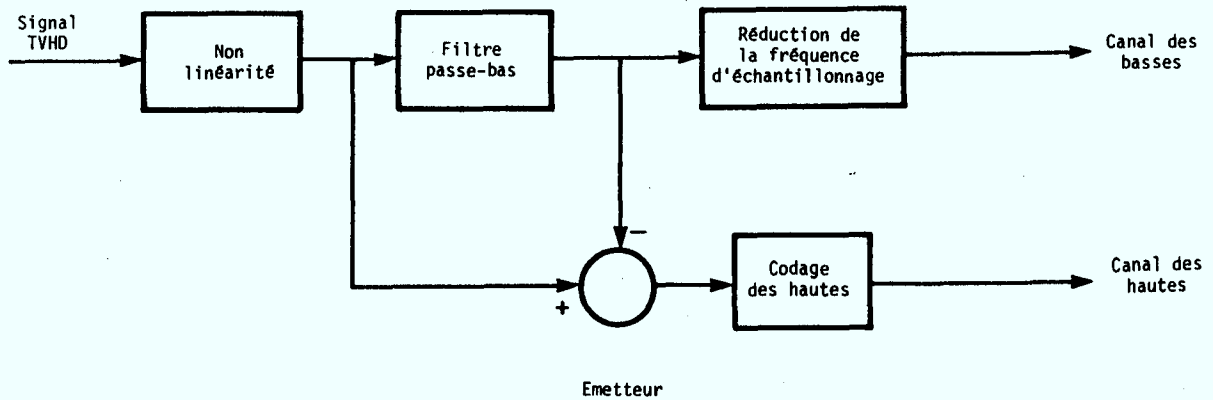 Signal
TVHD
Non
linéarité
Filtre
passe-bas
Réduction de
la fréquence
d'échantillonnage
Canal des
basses
−
+
Codage
des hautes
Canal des
hautes
Emetteur